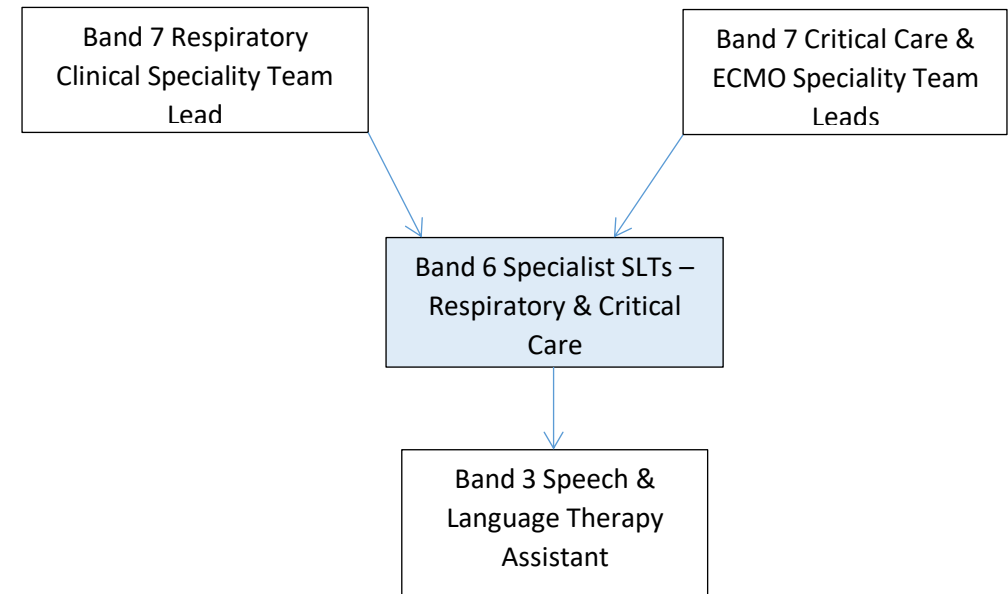 Band 7 Respiratory
Clinical Speciality Team
Lead
Band 7 Critical Care &
ECMO Speciality Team
Leads
Band 6 Specialist SLTs –
Respiratory & Critical
Care
Band 3 Speech &
Language Therapy
Assistant